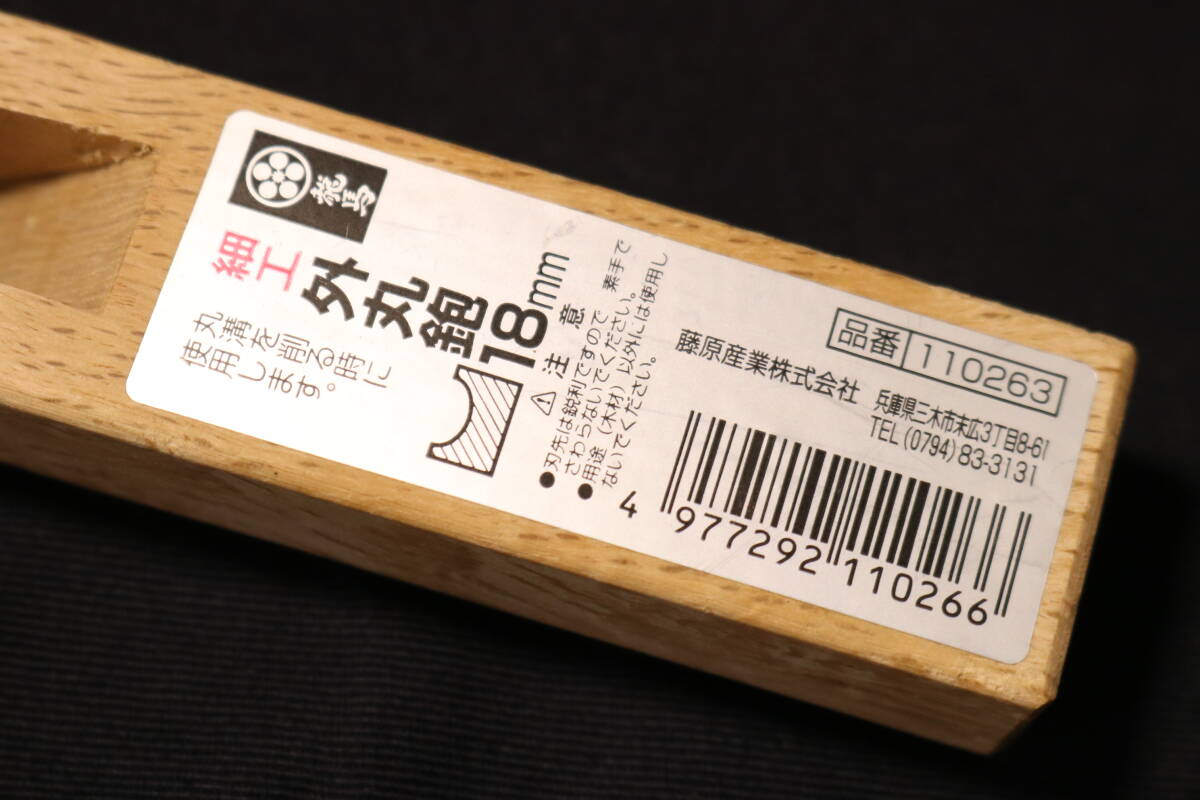 龍馬
細工
外丸鉋
18mm
丸溝を削る時に
使用します。
⚠注意
●刃先は鋭利ですので 素手で
さわらないでください。
●用途(木材)以外には使用し
ないでください。
品番 110263
藤原産業株式会社
兵庫県三木市末広3丁目8-61
TEL(0794)83-3131
4 977292 110266